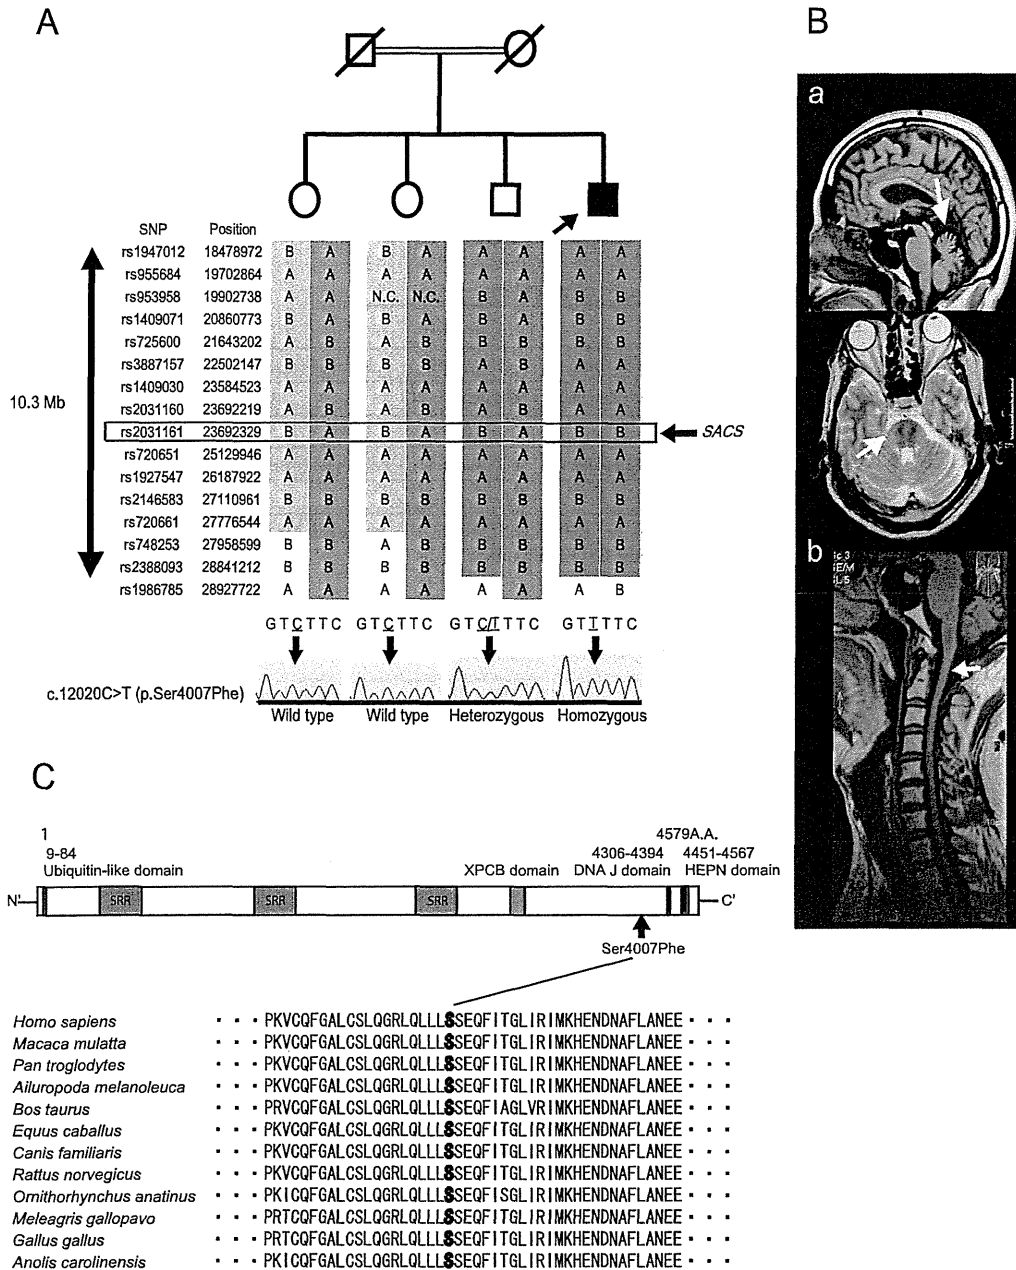 A
B
a
SNP Position
rs1947012 18478972 B A B A A A A A
rs955684 19702864 A A A A A A A A
rs953958 19902738 A A N.C. N.C. B A B B
rs1409071 20860773 B A B A B A B B
rs725600 21643202 A B A B A B A A
rs3887157 22502147 B B B B A B A A
rs1409030 23584523 A A A A A A A A
rs2031160 23692219 A B A B A B A A
rs2031161 23692329 B A B A B A B B
SACS
rs720651 25129946 A A A A A A A A
rs1927547 26187922 A A A A A A A A
rs2146583 27110961 B B B B B B B B
rs720661 27776544 A A A A A A A A
rs748253 27958599 B B A B B B B B
rs2388093 28841212 B B B B B B B B
rs1986785 28927722 A A A A A A A B
10.3 Mb
G T C T T C G T C T T C G T C/T T T C G T T T T C
c.12020C>T (p.Ser4007Phe)
Wild type Wild type Heterozygous Homozygous
b
C
1
4579A.A.
9-84
4306-4394 4451-4567
Ubiquitin-like domain XPCB domain DNA J domain HEPN domain
N' SRR SRR SRR C'
Ser4007Phe
Homo sapiens · · · PKVCQFGALCSLQGRLQLLLSSEQFITGLIRIMKHENDNAFLANEE · · ·
Macaca mulatta · · · PKVCQFGALCSLQGRLQLLLSSEQFITGLIRIMKHENDNAFLANEE · · ·
Pan troglodytes · · · PKVCQFGALCSLQGRLQLLLSSEQFITGLIRIMKHENDNAFLANEE · · ·
Ailuropoda melanoleuca · · · PKVCQFGALCSLQGRLQLLLSSEQFITGLIRIMKHENDNAFLANEE · · ·
Bos taurus · · · PRVCQFGALCSLQGRLQLLLSSEQFIAGLVRIMKHENDNAFLANEE · · ·
Equus caballus · · · PKVCQFGALCSLQGRLQLLLSSEQFITGLIRIMKHENDNAFLANEE · · ·
Canis familiaris · · · PKVCQFGALCSLQGRLQLLLSSEQFITGLIRIMKHENDNAFLANEE · · ·
Rattus norvegicus · · · PKVCQFGALCSLQGRLQLLLSSEQFITGLIRIMKHENDNAFLANEE · · ·
Ornithorhynchus anatinus · · · PKICQFGALCSLQGRLQLLLSSEQFISGLIRIMKHENDNAFLANEE · · ·
Meleagris gallopavo · · · PRTCQFGALCSLQGRLQLLLSSEQFITGLIRIMKHENDNAFLANEE · · ·
Gallus gallus · · · PRTCQFGALCSLQGRLQLLLSSEQFITGLIRIMKHENDNAFLANEE · · ·
Anolis carolinensis · · · PKICQFGALCSLQGRLQLLLSSEQFITGLIRIMKHENDNAFLANEE · · ·